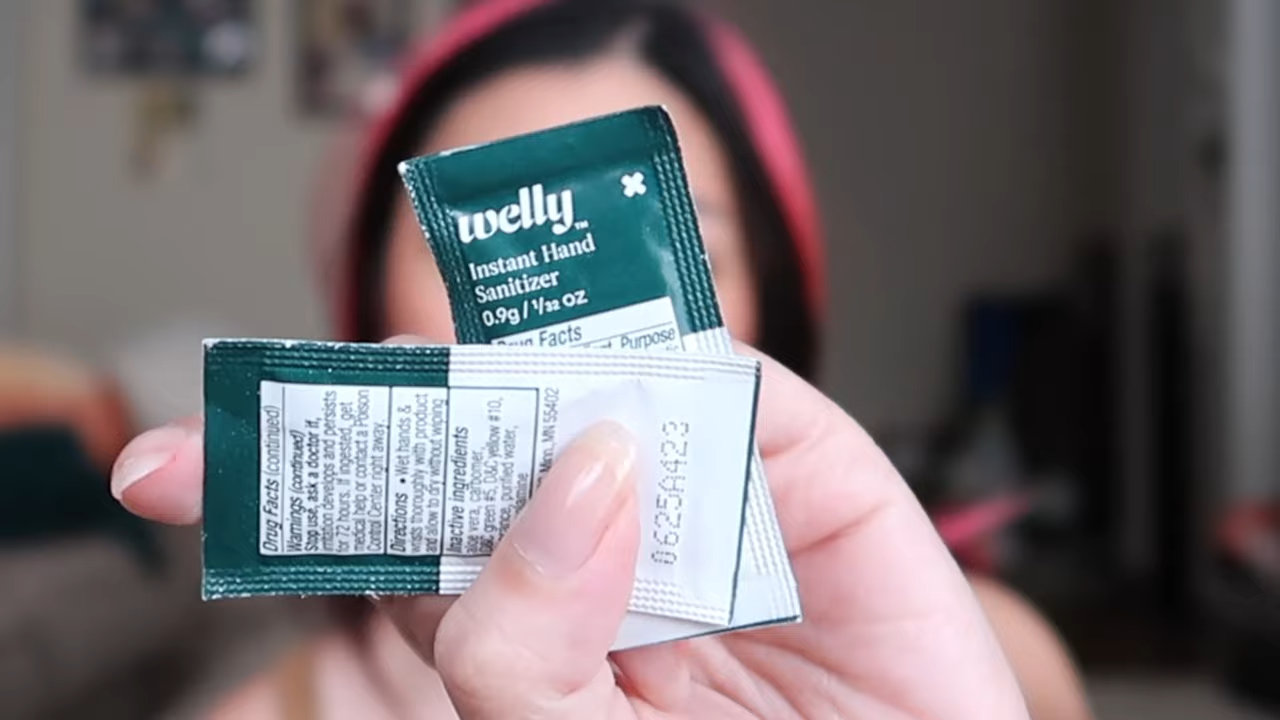 welly™
Instant Hand
Sanitizer
0.9g / 1/32 OZ
Drug Facts
Purpose
Drug Facts (continued)
Warnings (continued)
Stop use, ask a doctor if,
irritation develops and persists
for 72 hours. If ingested, get
medical help or contact a Poison
Control Center right away.
Directions • Wet hands &
wrists thoroughly with product
and allow to dry without wiping
Inactive ingredients
aloe vera, carbomer,
D&C green #5, D&C yellow #10,
purified water,
MN 55402
0625A423